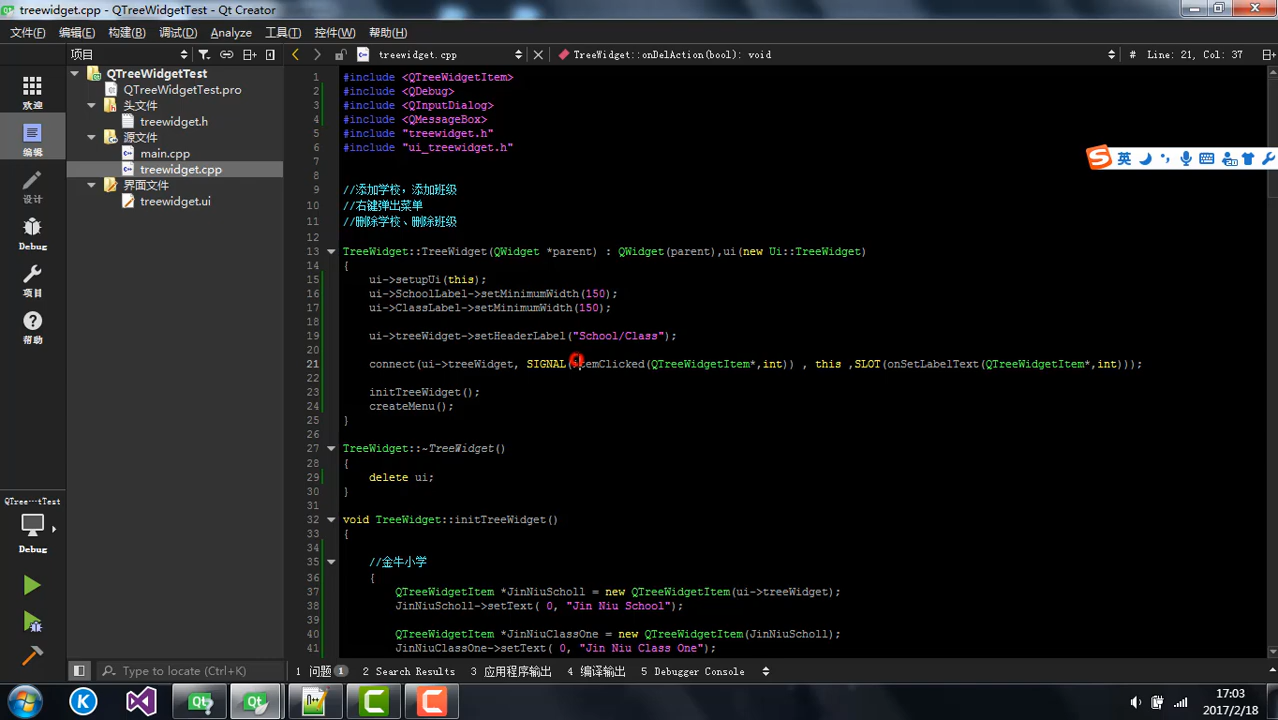 treewidget.cpp - QTreeWidgetTest - Qt Creator
文件(F) 编辑(E) 构建(B) 调试(D) Analyze 工具(T) 控件(W) 帮助(H)
项目 treewidget.cpp TreeWidget::onDelAction(bool): void # Line: 21, Col: 37
欢迎
编辑
设计
Debug
项目
帮助
QTreeWidgetTest
QTreeWidgetTest.pro
头文件
treewidget.h
源文件
main.cpp
treewidget.cpp
界面文件
treewidget.ui
1 #include <QTreeWidgetItem>
2 #include <QDebug>
3 #include <QInputDialog>
4 #include <QMessageBox>
5 #include "treewidget.h"
6 #include "ui_treewidget.h"
7
8
9 //添加学校，添加班级
10 //右键弹出菜单
11 //删除学校、删除班级
12
13 TreeWidget::TreeWidget(QWidget *parent) : QWidget(parent),ui(new Ui::TreeWidget)
14 {
15 ui->setupUi(this);
16 ui->SchoolLabel->setMinimumWidth(150);
17 ui->ClassLabel->setMinimumWidth(150);
18
19 ui->treeWidget->setHeaderLabel("School/Class");
20
21 connect(ui->treeWidget, SIGNAL(itemClicked(QTreeWidgetItem*,int)) , this ,SLOT(onSetLabelText(QTreeWidgetItem*,int)));
22
23 initTreeWidget();
24 createMenu();
25 }
26
27 TreeWidget::~TreeWidget()
28 {
29 delete ui;
30 }
31
32 void TreeWidget::initTreeWidget()
33 {
34
35 //金牛小学
36 {
37 QTreeWidgetItem *JinNiuScholl = new QTreeWidgetItem(ui->treeWidget);
38 JinNiuScholl->setText( 0, "Jin Niu School");
39
40 QTreeWidgetItem *JinNiuClassOne = new QTreeWidgetItem(JinNiuScholl);
41 JinNiuClassOne->setText( 0, "Jin Niu Class One");
英
QTree···tTest
Debug
Type to locate (Ctrl+K) 1 问题 1 2 Search Results 3 应用程序输出 4 编译输出 5 Debugger Console
17:03
2017/2/18